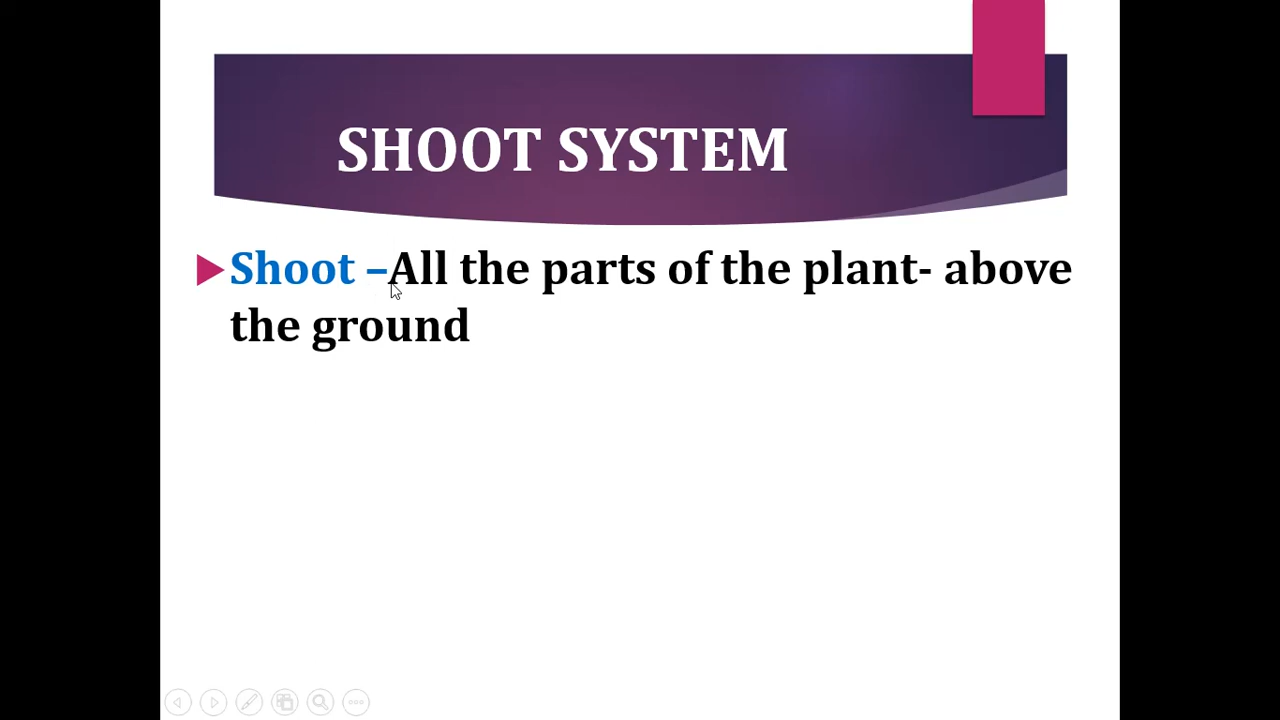 SHOOT SYSTEM
Shoot –All the parts of the plant- above
the ground